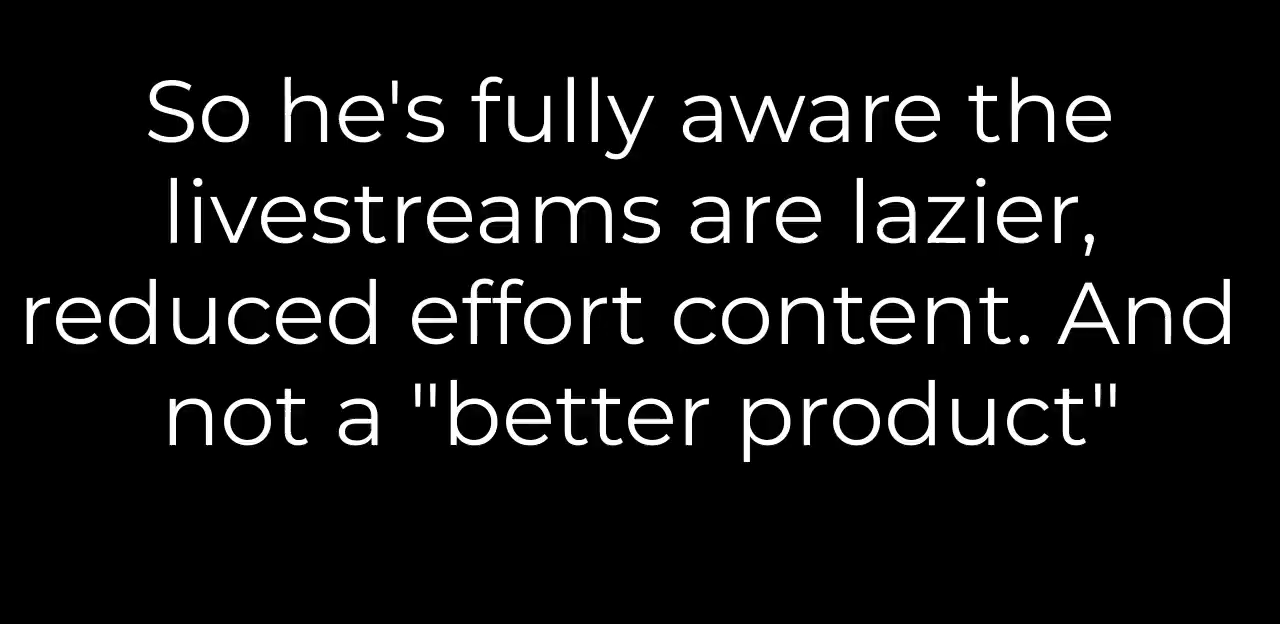 So he's fully aware the
livestreams are lazier,
reduced effort content. And
not a "better product"